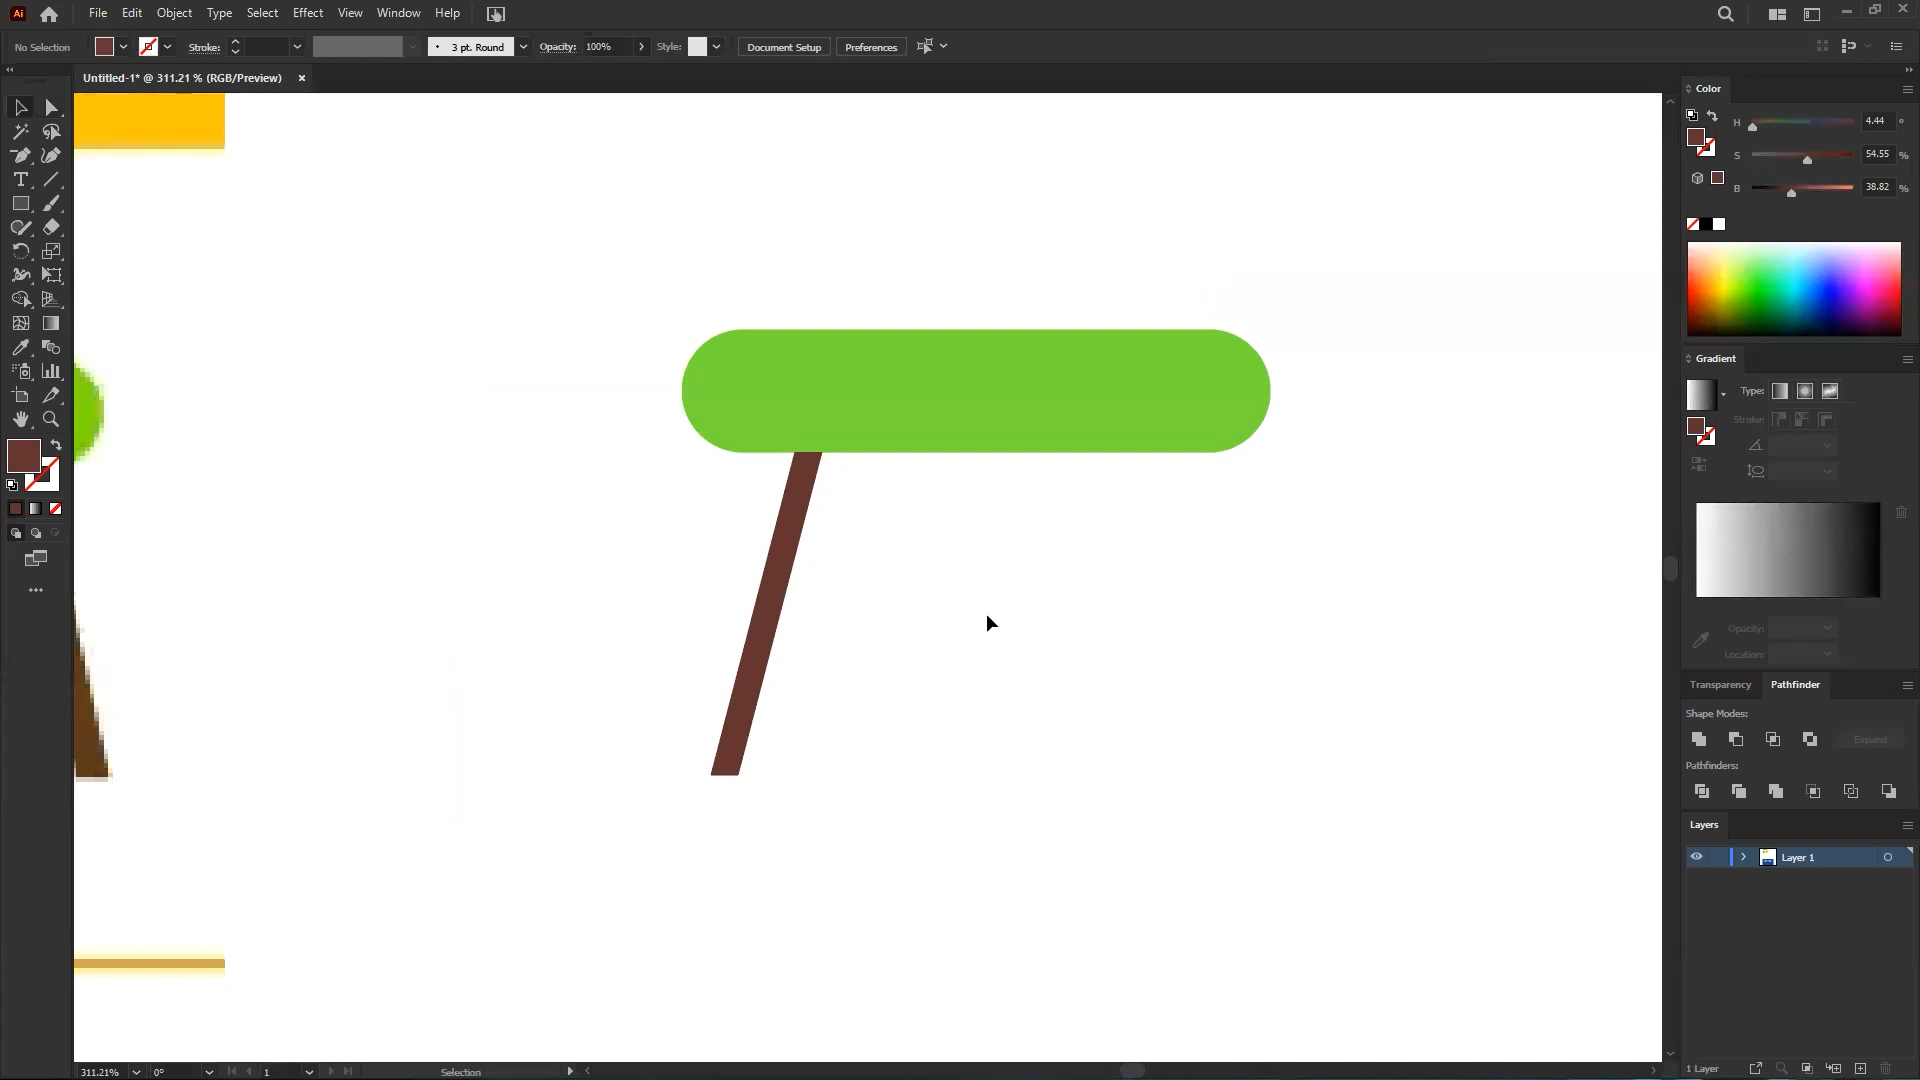 Ai File Edit Object Type Select Effect View Window Help
No Selection Stroke: 3 pt. Round Opacity: 100% Style: Document Setup Preferences
Untitled-1* @ 311.21 % (RGB/Preview) ×
Color
H 4.44 °
S 54.55 %
B 38.82 %
Gradient
Type:
Stroke:
Opacity:
Location:
Transparency Pathfinder
Shape Modes:
Expand
Pathfinders:
Layers
Layer 1
1 Layer
311.21% 0° 1 Selection